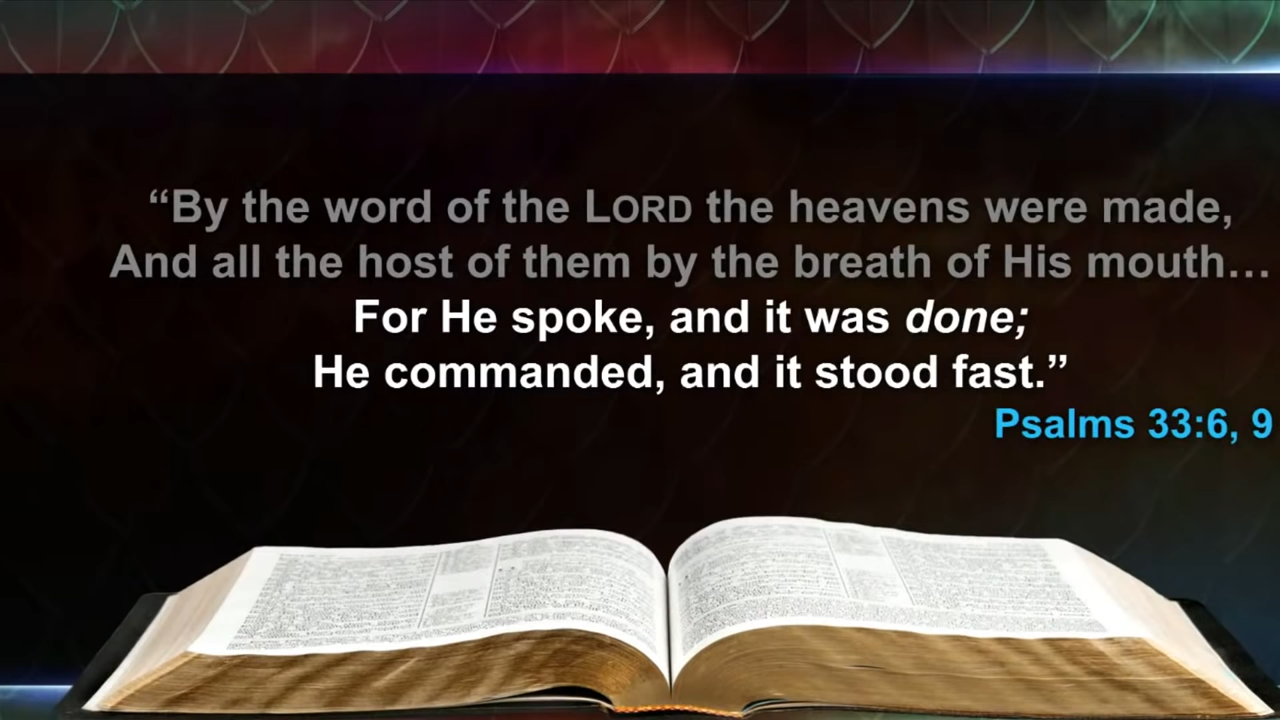 “By the word of the LORD the heavens were made,
And all the host of them by the breath of His mouth…
For He spoke, and it was done;
He commanded, and it stood fast.”
Psalms 33:6, 9